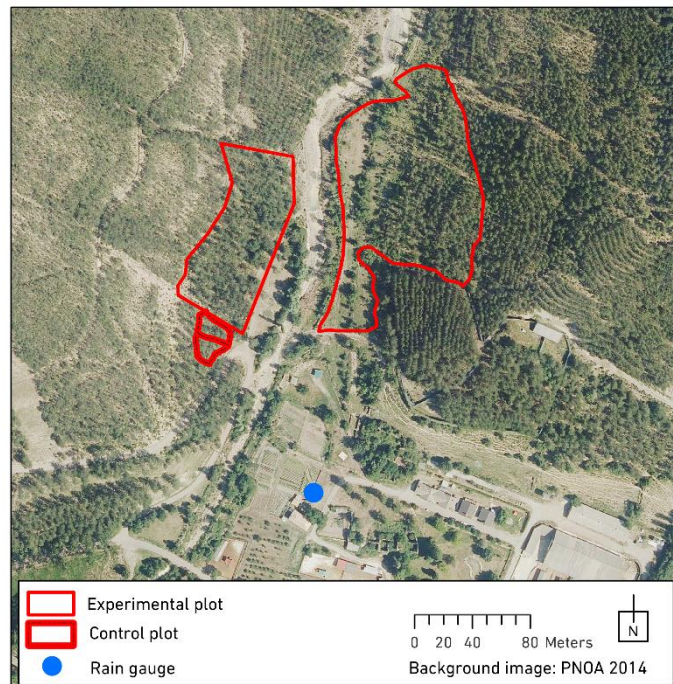 Experimental plot
Control plot
Rain gauge
0 20 40 80 Meters
N
Background image: PNOA 2014